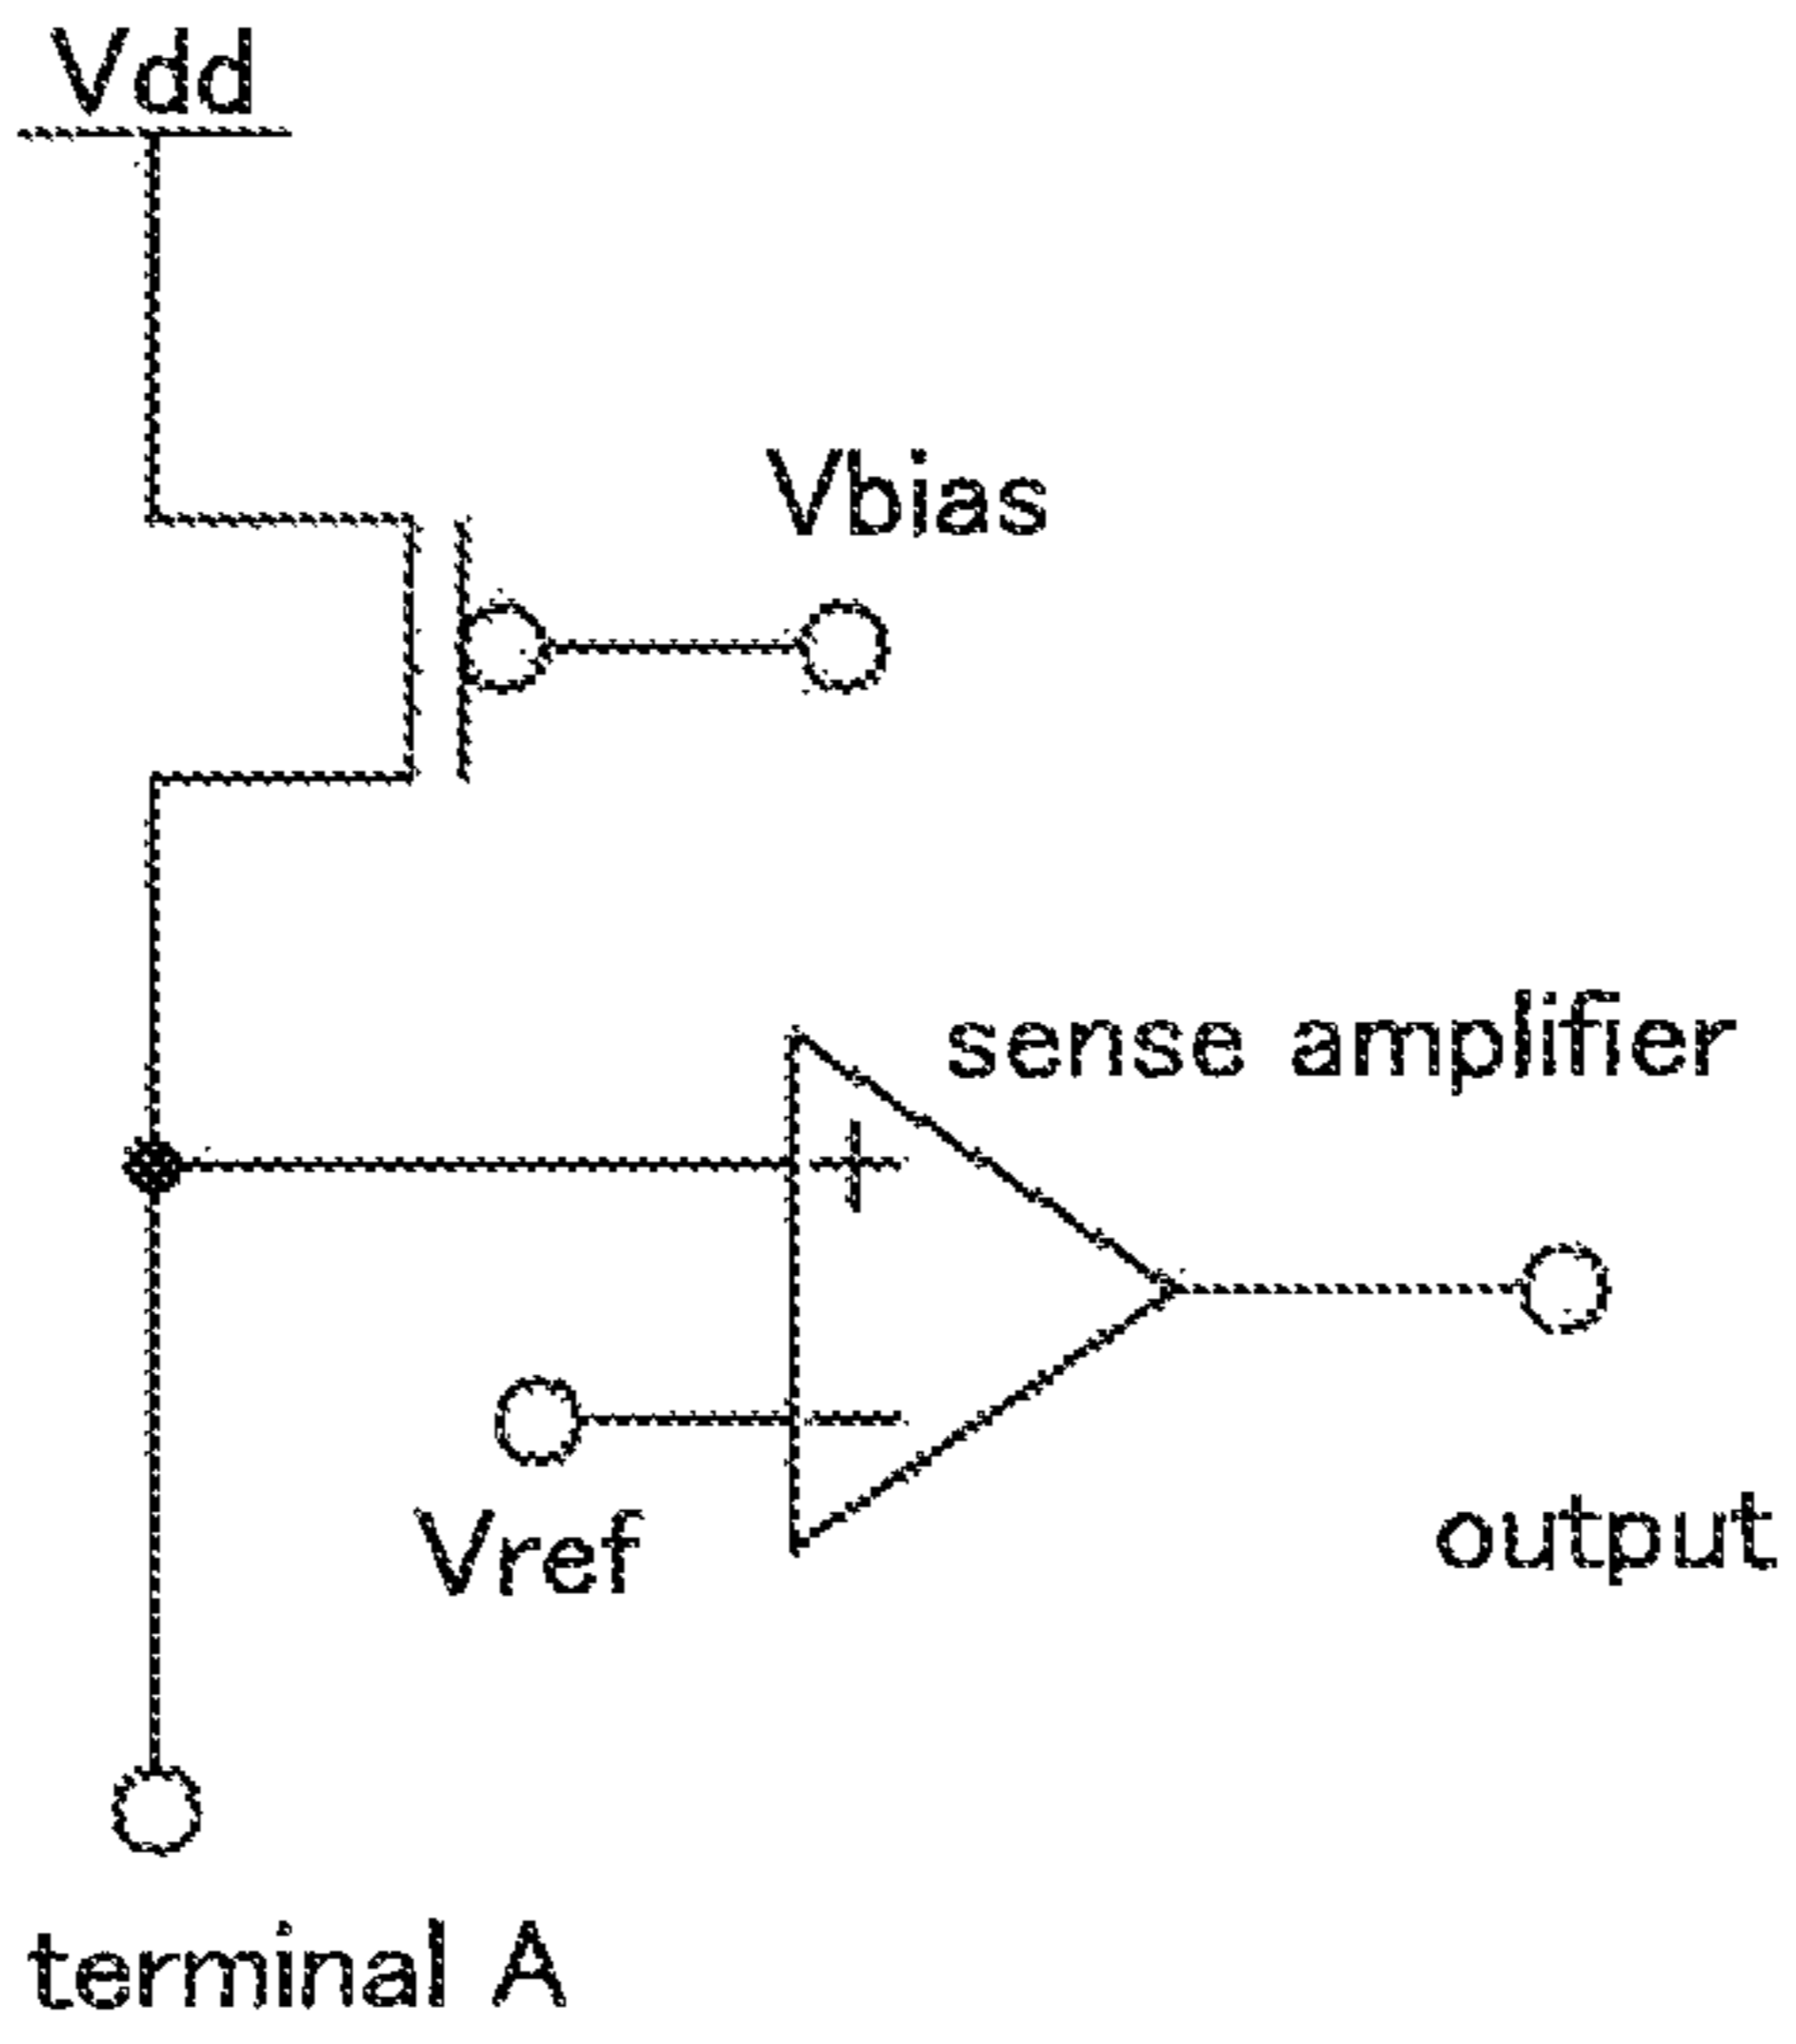 Vdd
Vbias
sense amplifier
+
−
Vref
output
terminal A